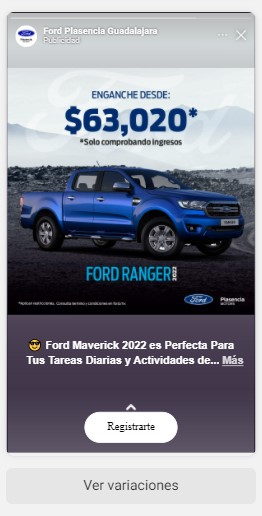 Ford Plasencia Guadalajara
Publicidad
ENGANCHE DESDE:
$63,020*
*Solo comprobando ingresos
FORD RANGER 2022
Ford
Plasencia
😎 Ford Maverick 2022 es Perfecta Para
Tus Tareas Diarias y Actividades de... Más
Registrarte
Ver variaciones